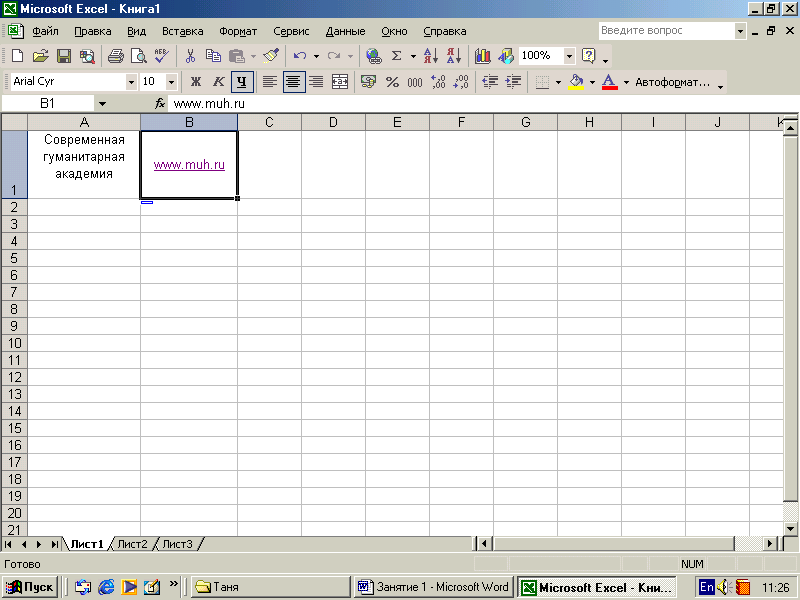 Microsoft Excel - Книга1
Файл Правка Вид Вставка Формат Сервис Данные Окно Справка Введите вопрос
100%
Arial Cyr 10 Ж К Ч % 000 Автоформат...
B1 fx www.muh.ru
A B C D E F G H I J K
Современная
гуманитарная
академия
www.muh.ru
1
2
3
4
5
6
7
8
9
10
11
12
13
14
15
16
17
18
19
20
21
Лист1 Лист2 Лист3
Готово NUM
Пуск Таня Занятие 1 - Microsoft Word Microsoft Excel - Кни... En 11:26